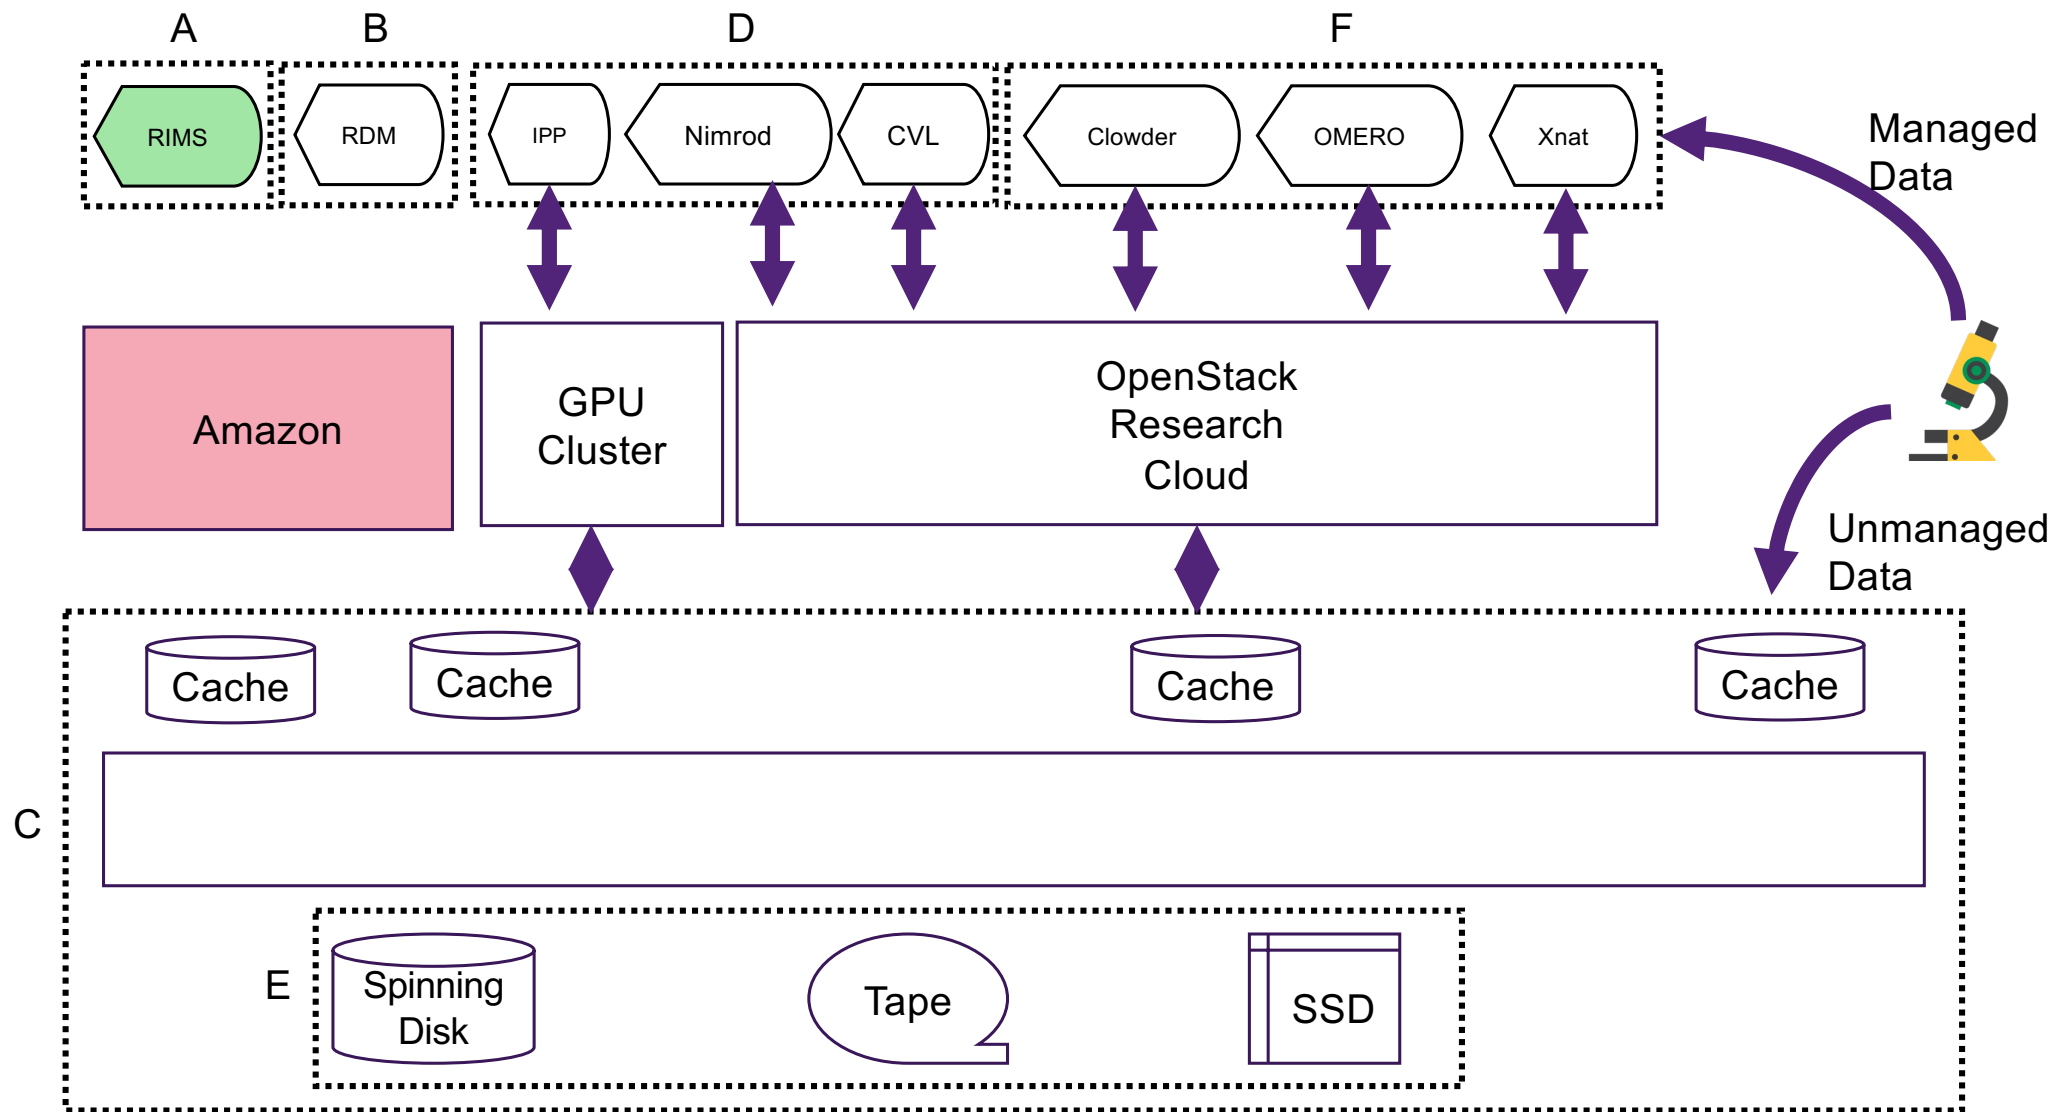 A
B
D
F
RIMS
RDM
IPP
Nimrod
CVL
Clowder
OMERO
Xnat
Managed
Data
Amazon
GPU
Cluster
OpenStack
Research
Cloud
Unmanaged
Data
Cache
Cache
Cache
Cache
C
E
Spinning
Disk
Tape
SSD